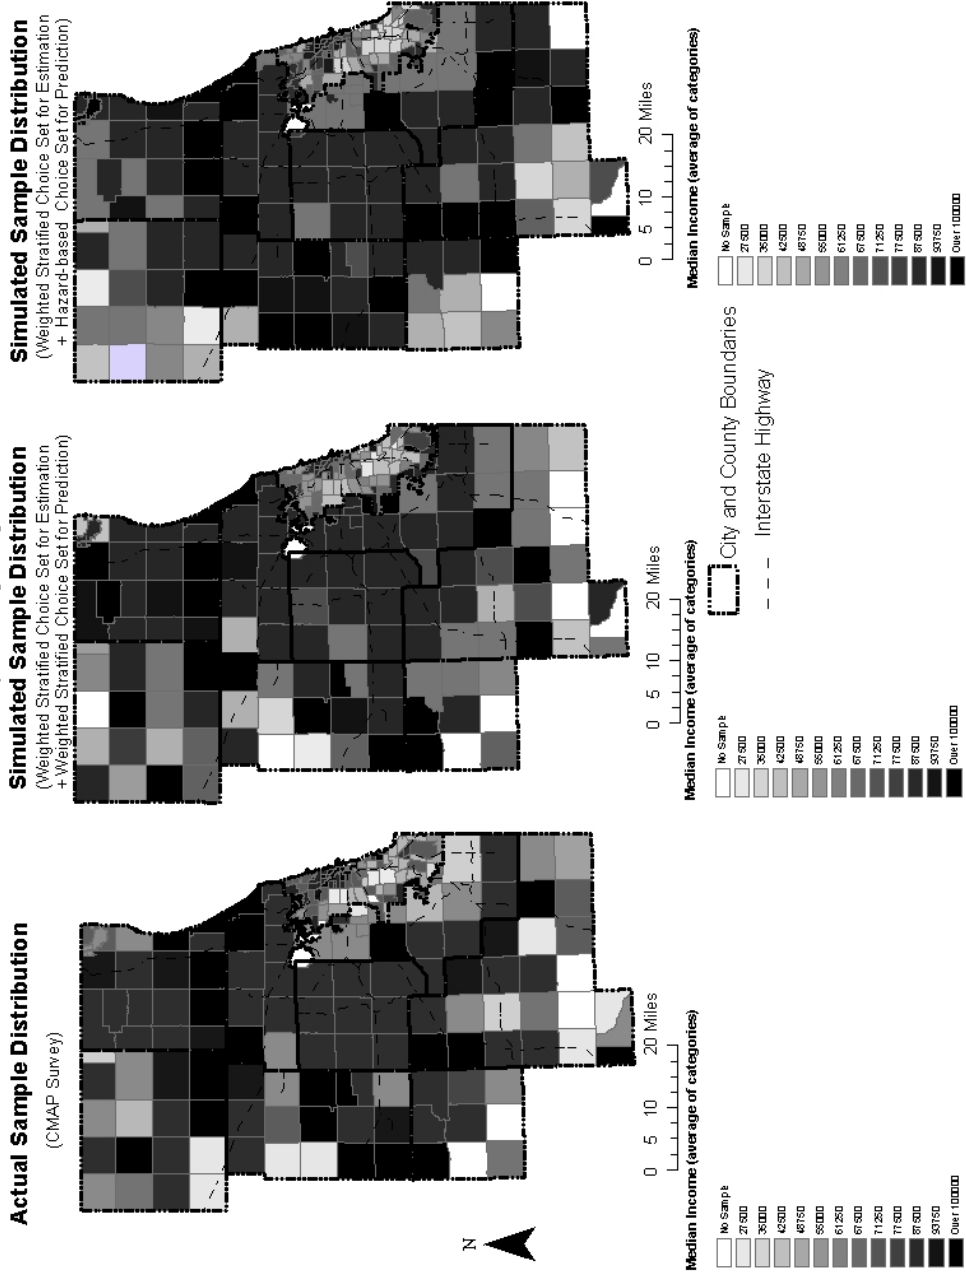 Actual Sample Distribution
(CMAP Survey)
N
0 5 10 20 Miles
Median Income (average of categories)
No Sample
27500
35000
42500
48750
55000
61250
67500
71250
77500
87500
93750
Over 100000
Simulated Sample Distribution
(Weighted Stratified Choice Set for Estimation
+ Weighted Stratified Choice Set for Prediction)
0 5 10 20 Miles
Median Income (average of categories)
No Sample
27500
35000
42500
48750
55000
61250
67500
71250
77500
87500
93750
Over 100000
City and County Boundaries
Interstate Highway
Simulated Sample Distribution
(Weighted Stratified Choice Set for Estimation
+ Hazard-based Choice Set for Prediction)
0 5 10 20 Miles
Median Income (average of categories)
No Sample
27500
35000
42500
48750
55000
61250
67500
71250
77500
87500
93750
Over 100000